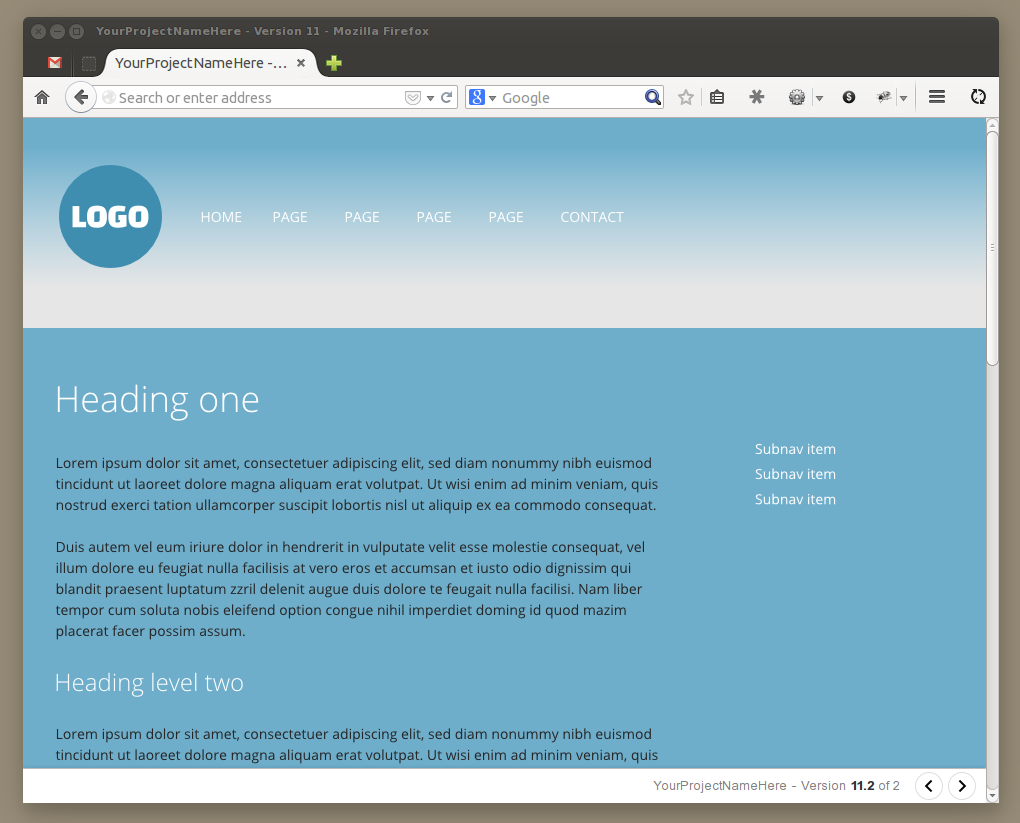 YourProjectNameHere - Version 11 - Mozilla Firefox
YourProjectNameHere -...
Search or enter address
Google
LOGO
HOME PAGE PAGE PAGE PAGE CONTACT
Heading one
Lorem ipsum dolor sit amet, consectetuer adipiscing elit, sed diam nonummy nibh euismod
tincidunt ut laoreet dolore magna aliquam erat volutpat. Ut wisi enim ad minim veniam, quis
nostrud exerci tation ullamcorper suscipit lobortis nisl ut aliquip ex ea commodo consequat.
Duis autem vel eum iriure dolor in hendrerit in vulputate velit esse molestie consequat, vel
illum dolore eu feugiat nulla facilisis at vero eros et accumsan et iusto odio dignissim qui
blandit praesent luptatum zzril delenit augue duis dolore te feugait nulla facilisi. Nam liber
tempor cum soluta nobis eleifend option congue nihil imperdiet doming id quod mazim
placerat facer possim assum.
Heading level two
Lorem ipsum dolor sit amet, consectetuer adipiscing elit, sed diam nonummy nibh euismod
tincidunt ut laoreet dolore magna aliquam erat volutpat. Ut wisi enim ad minim veniam, quis
Subnav item
Subnav item
Subnav item
YourProjectNameHere - Version 11.2 of 2